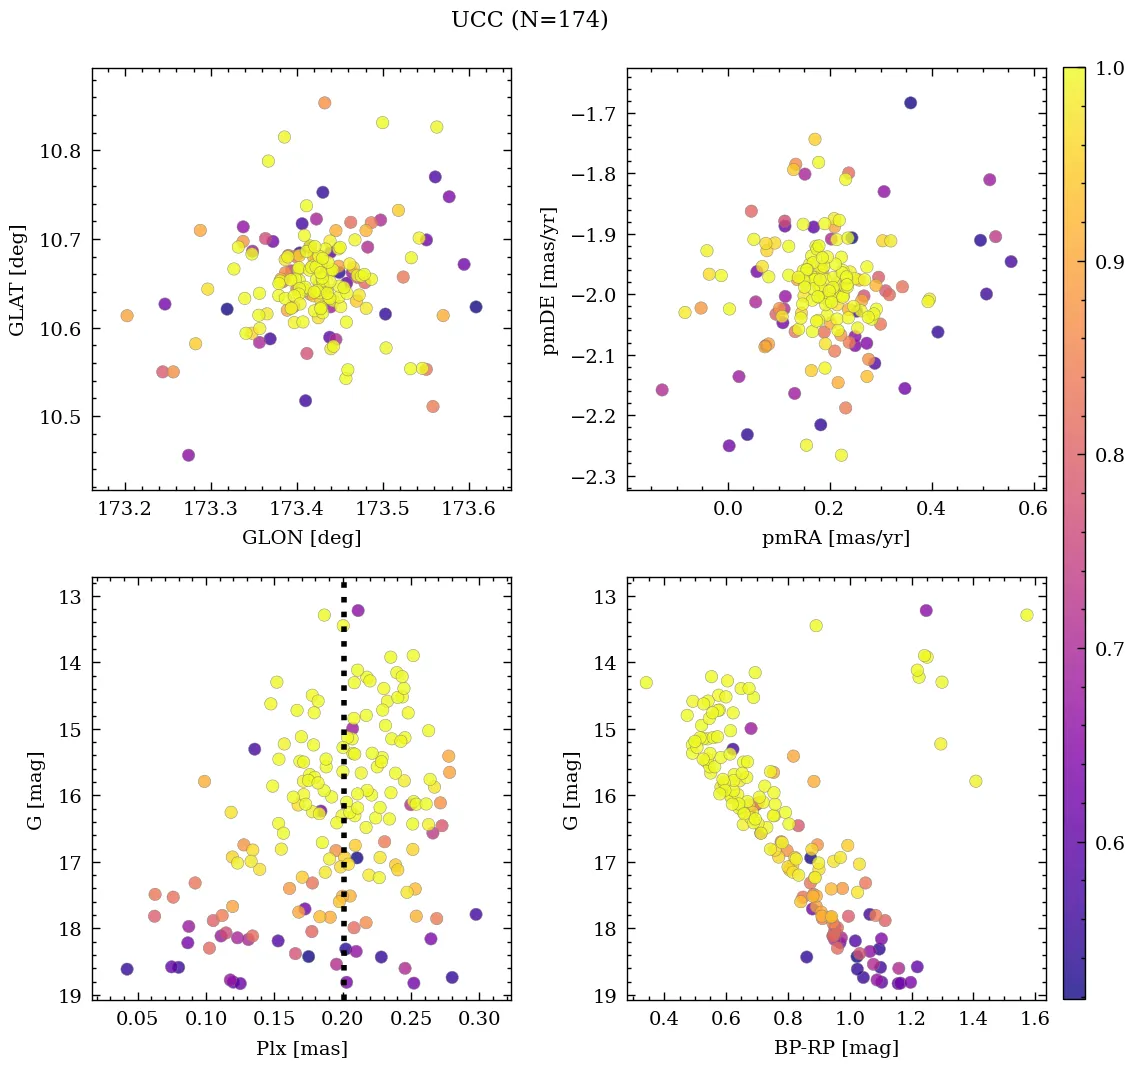 UCC (N=174)
10.8
10.7
10.6
10.5
GLAT [deg]
173.2 173.3 173.4 173.5 173.6
GLON [deg]
−1.7
−1.8
−1.9
−2.0
−2.1
−2.2
−2.3
pmDE [mas/yr]
0.0 0.2 0.4 0.6
pmRA [mas/yr]
1.0
0.9
0.8
0.7
0.6
13
14
15
16
17
18
19
G [mag]
0.05 0.10 0.15 0.20 0.25 0.30
Plx [mas]
13
14
15
16
17
18
19
G [mag]
0.4 0.6 0.8 1.0 1.2 1.4 1.6
BP-RP [mag]